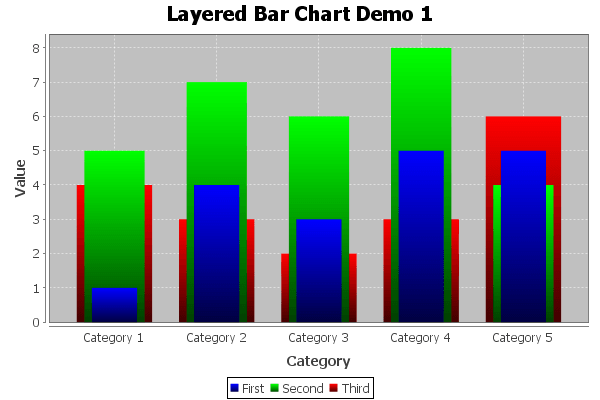 Layered Bar Chart Demo 1
8
7
6
5
4
3
2
1
0
Value
Category 1 Category 2 Category 3 Category 4 Category 5
Category
First Second Third